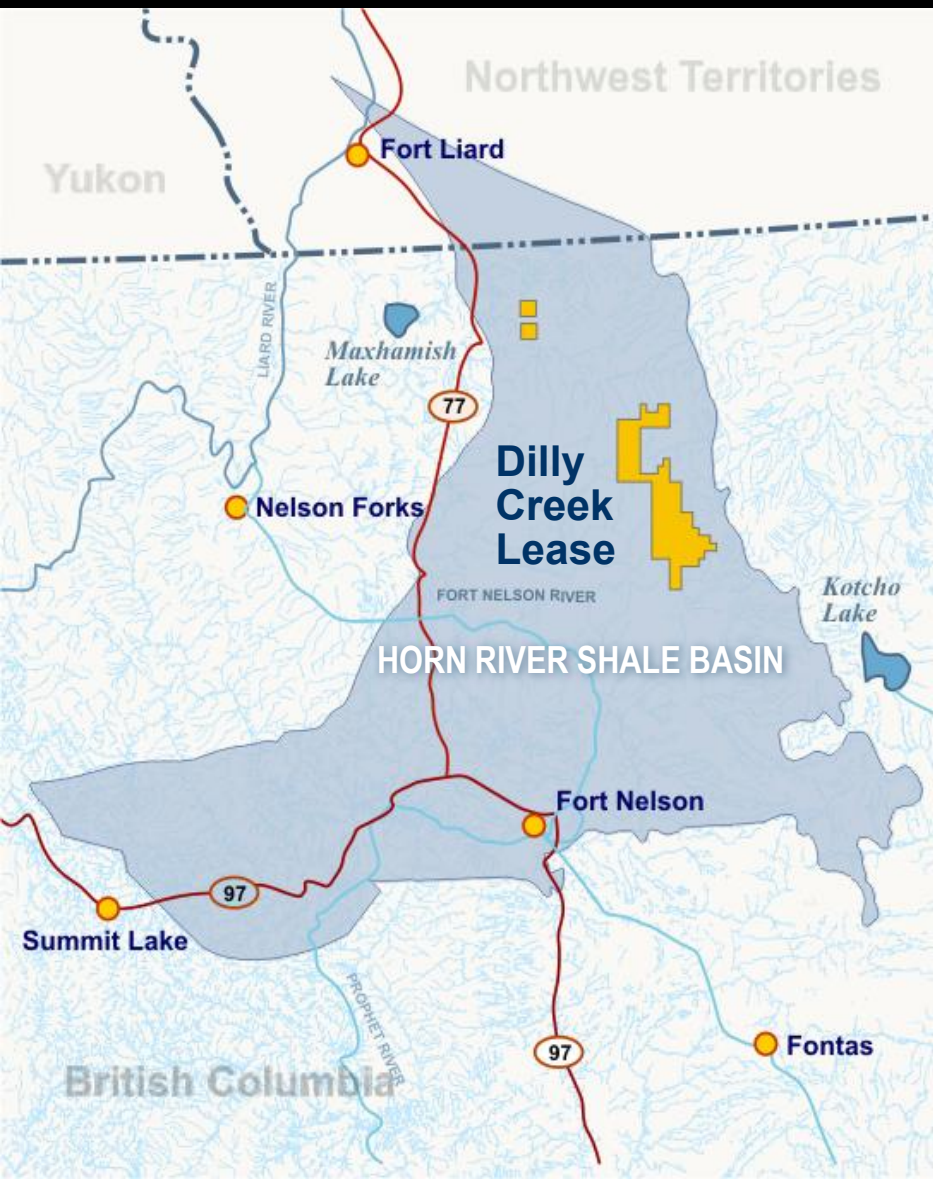 Northwest Territories
Fort Liard
Yukon
LIARD RIVER
Maxhamish
Lake
77
Dilly
Creek
Lease
Nelson Forks
FORT NELSON RIVER
Kotcho
Lake
HORN RIVER SHALE BASIN
Fort Nelson
97
Summit Lake
PROPHET RIVER
97
Fontas
British Columbia